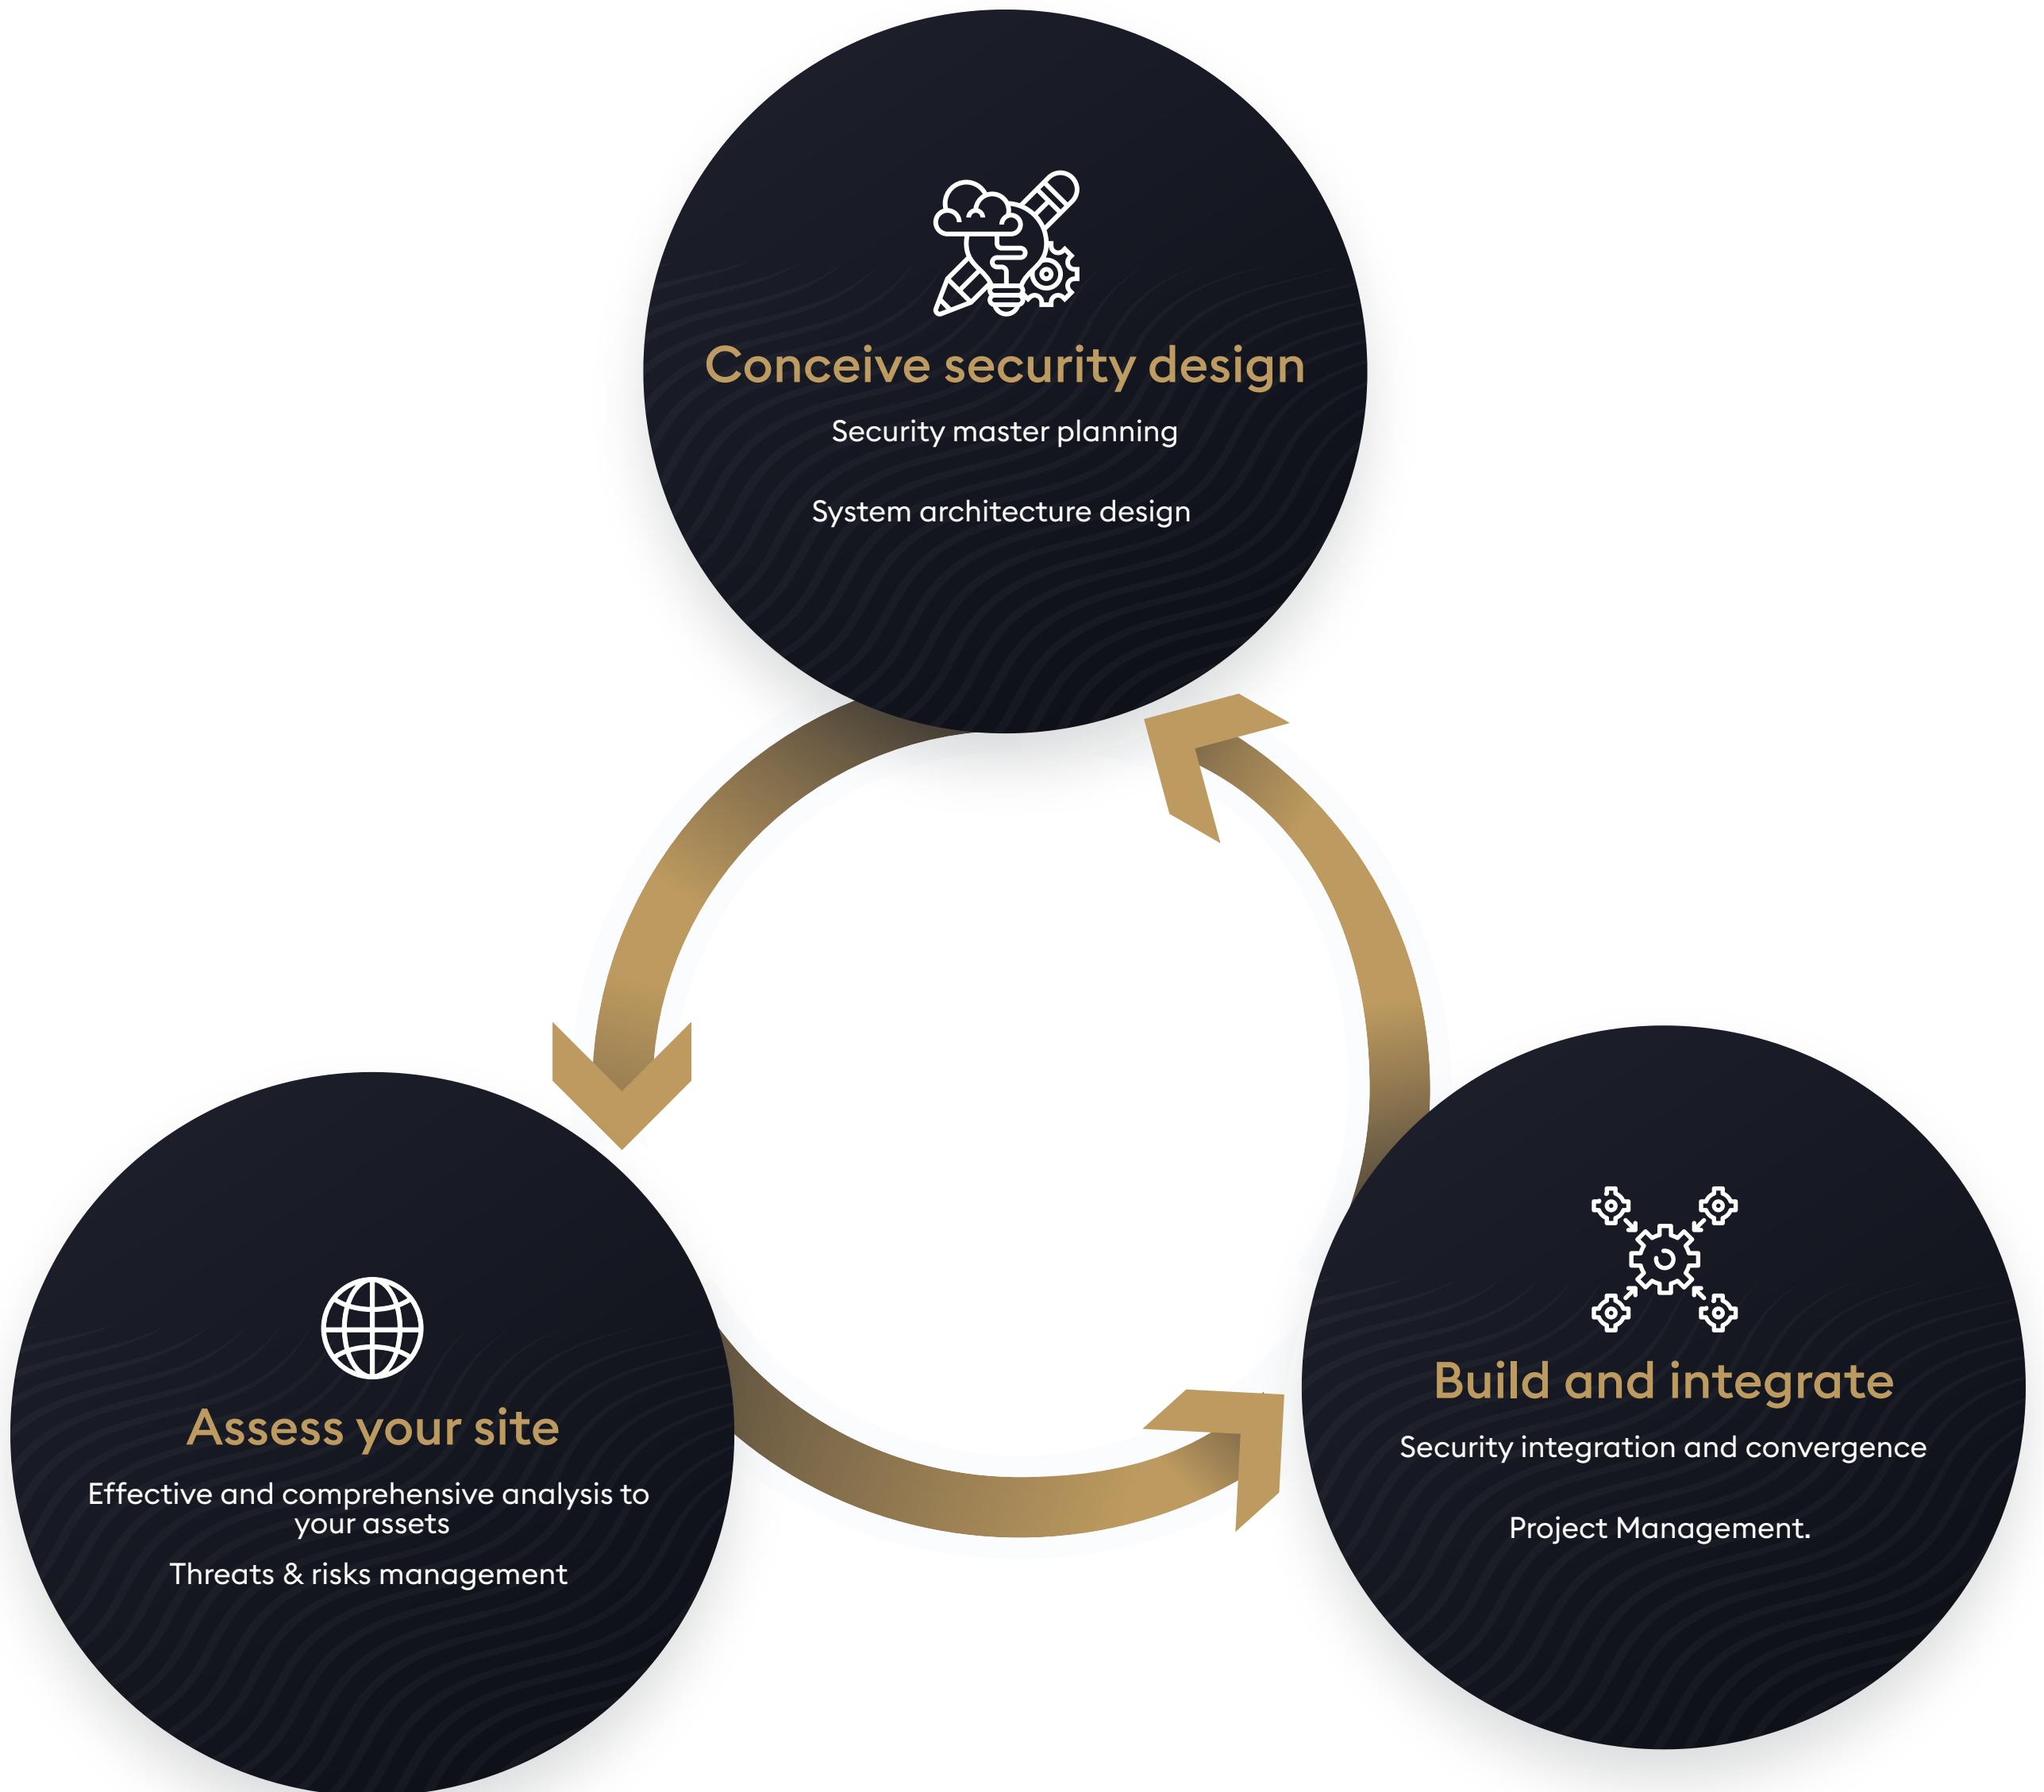 Conceive security design
Security master planning
System architecture design
Assess your site
Effective and comprehensive analysis to
your assets
Threats & risks management
Build and integrate
Security integration and convergence
Project Management.